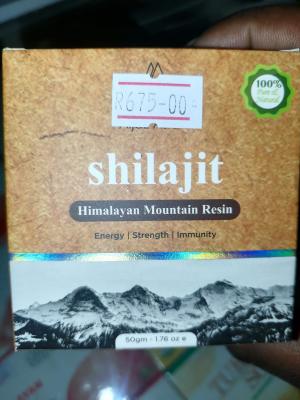 R675-00
100%
Pure &
Natural
shilajit
Himalayan Mountain Resin
Energy | Strength | Immunity
50gm - 1.76 oz e